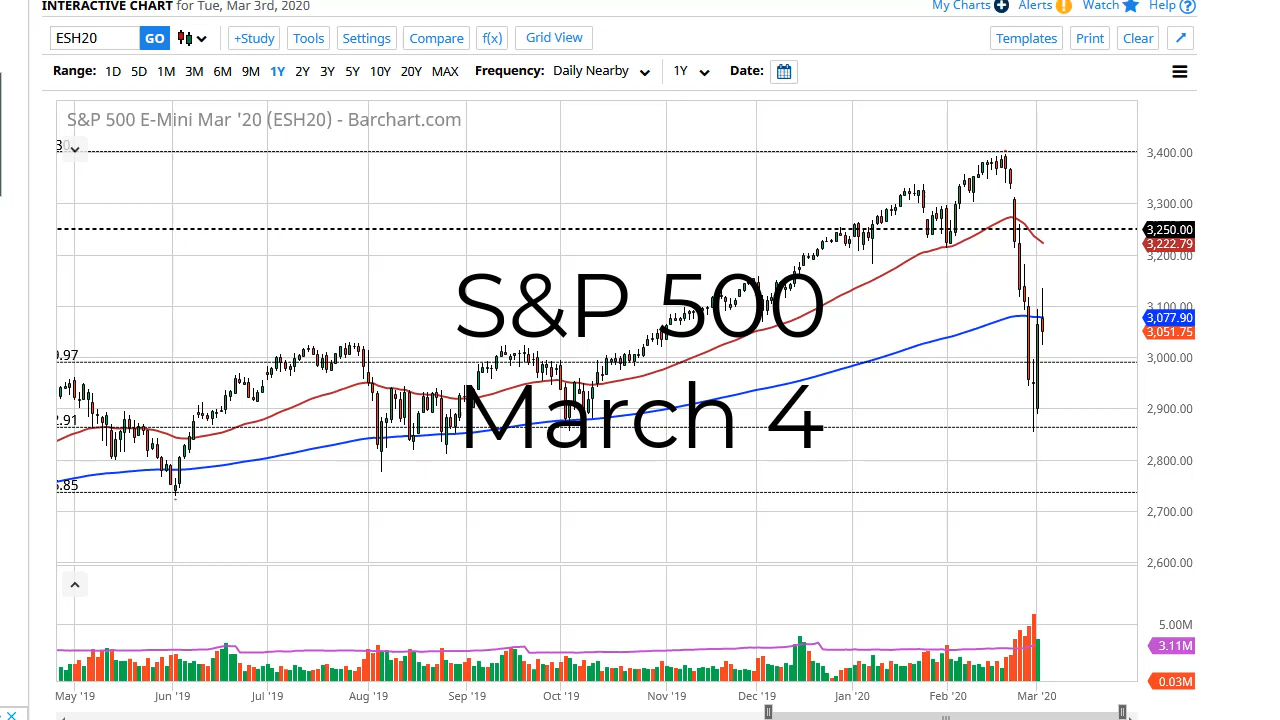 INTERACTIVE CHART for Tue, Mar 3rd, 2020
My Charts Alerts Watch Help
ESH20 GO +Study Tools Settings Compare f(x) Grid View Templates Print Clear
Range: 1D 5D 1M 3M 6M 9M 1Y 2Y 3Y 5Y 10Y 20Y MAX Frequency: Daily Nearby 1Y Date:
S&P 500 E-Mini Mar '20 (ESH20) - Barchart.com
3,400.00
3,300.00
3,250.00
3,222.79
3,200.00
S&P 500
3,100.00
3,077.90
3,051.75
.97
3,000.00
March 4
2,900.00
.91
2,800.00
.85
2,700.00
2,600.00
5.00M
3.11M
0.03M
May '19 Jun '19 Jul '19 Aug '19 Sep '19 Oct '19 Nov '19 Dec '19 Jan '20 Feb '20 Mar '20